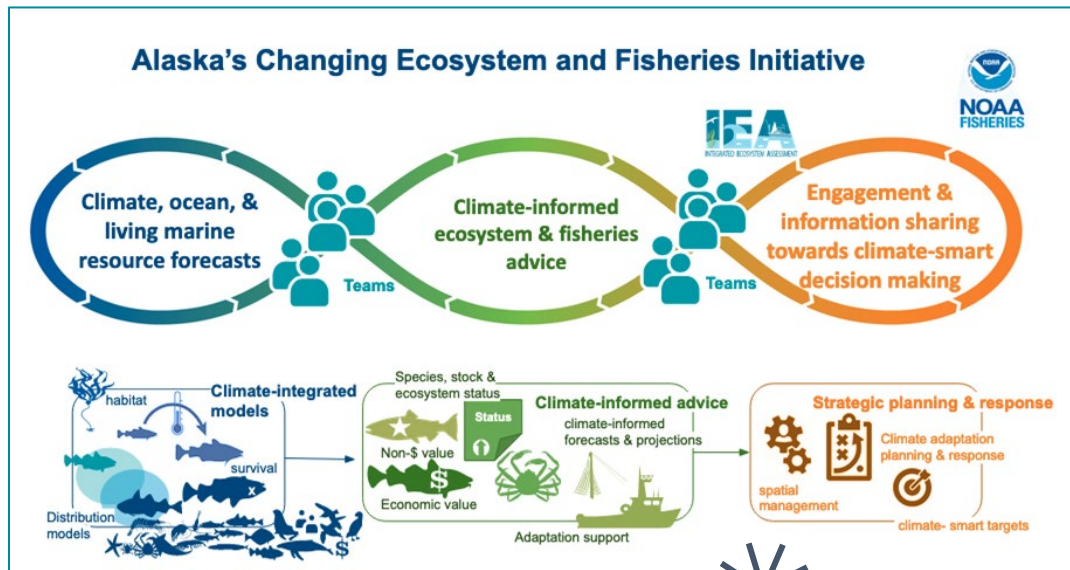 Alaska's Changing Ecosystem and Fisheries Initiative
NOAA
NOAA
FISHERIES
IEA
INTEGRATED ECOSYSTEM ASSESSMENT
Climate, ocean, &
living marine
resource forecasts
Teams
Climate-informed
ecosystem & fisheries
advice
Teams
Engagement &
information sharing
towards climate-smart
decision making
habitat
Climate-integrated
models
survival
x
Distribution
models
$
Species, stock &
ecosystem status
Status
Non-$ value
$
Economic value
Climate-informed advice
climate-informed
forecasts & projections
Adaptation support
Strategic planning & response
Climate adaptation
planning & response
spatial
management
climate- smart targets